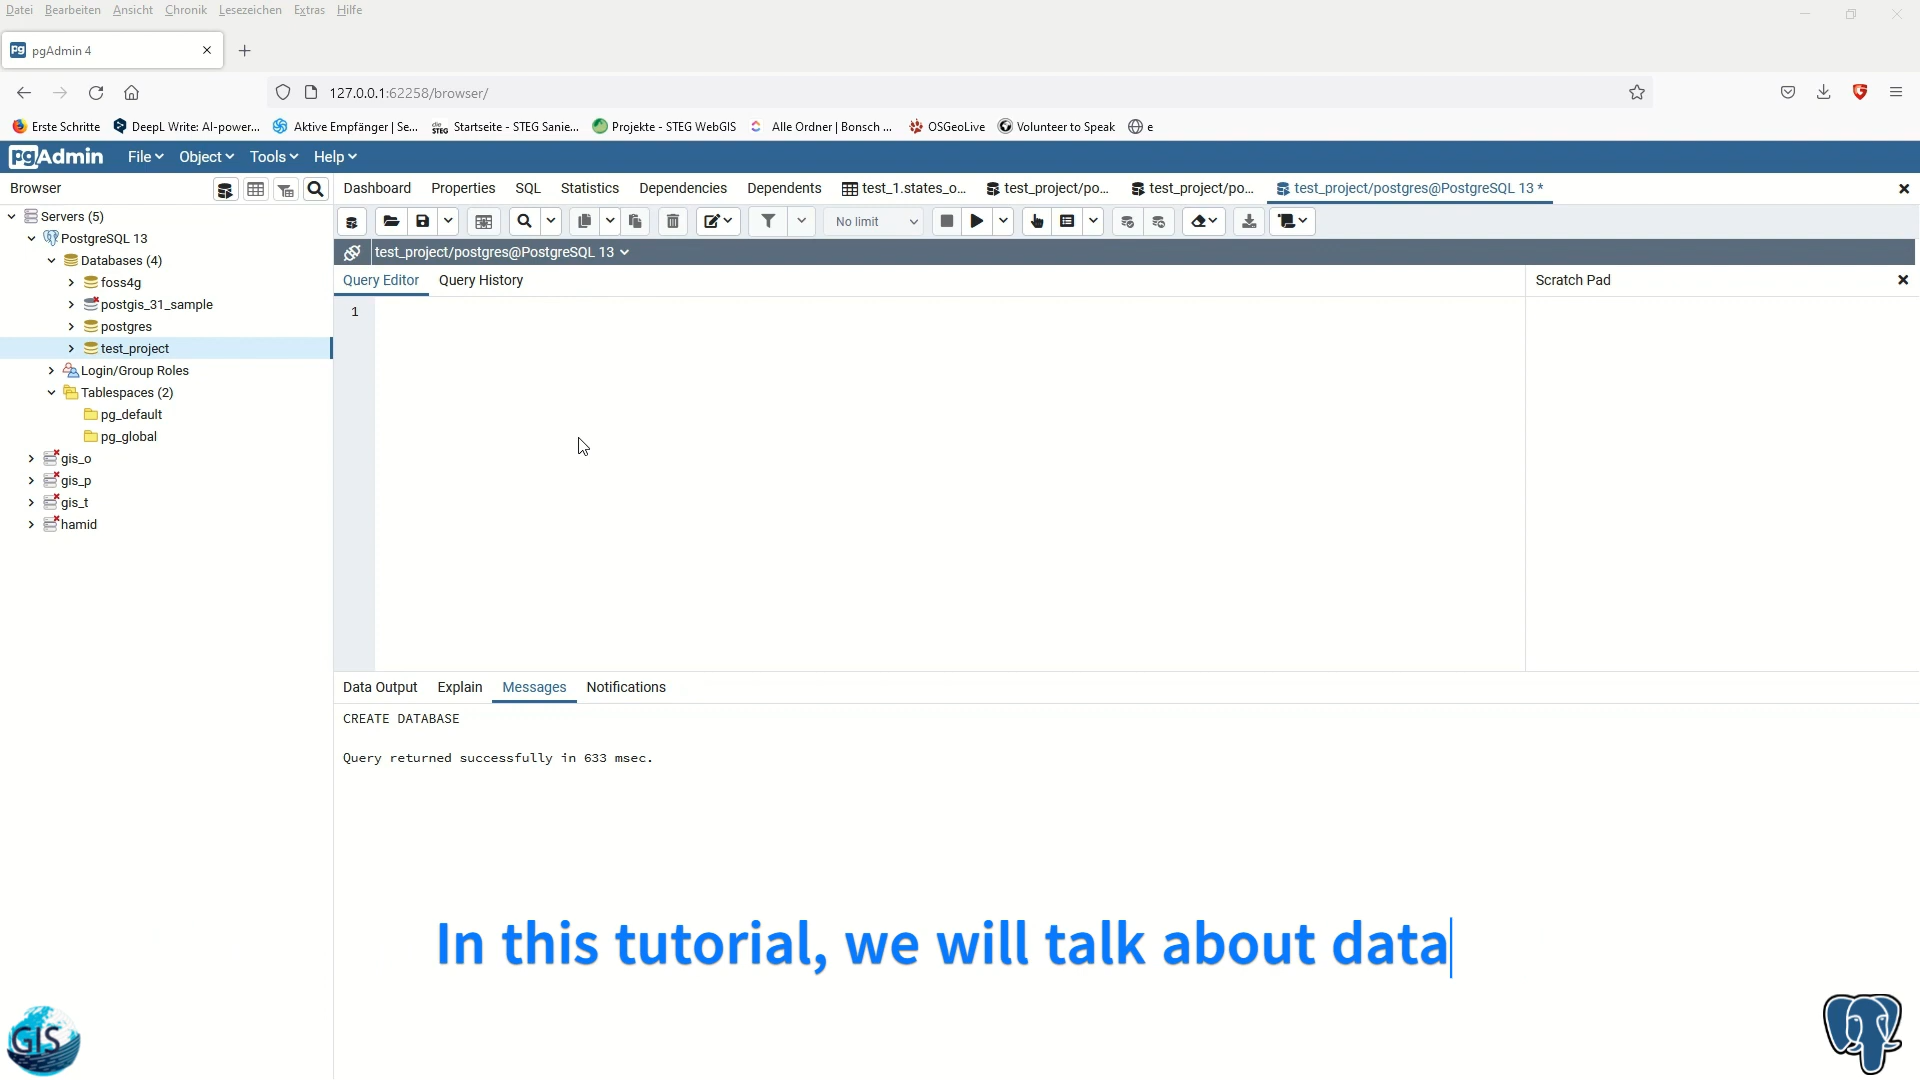 Datei Bearbeiten Ansicht Chronik Lesezeichen Extras Hilfe
pgAdmin 4
127.0.0.1:62258/browser/
Erste Schritte DeepL Write: AI-power... Aktive Empfänger | Se... die STEG Startseite - STEG Sanie... Projekte - STEG WebGIS Alle Ordner | Bonsch ... OSGeoLive Volunteer to Speak e
pgAdmin File Object Tools Help
Browser
Dashboard Properties SQL Statistics Dependencies Dependents test_1.states_o... test_project/po... test_project/po... test_project/postgres@PostgreSQL 13 *
No limit
test_project/postgres@PostgreSQL 13
Query Editor Query History
Scratch Pad
1
Servers (5)
PostgreSQL 13
Databases (4)
foss4g
postgis_31_sample
postgres
test_project
Login/Group Roles
Tablespaces (2)
pg_default
pg_global
gis_o
gis_p
gis_t
hamid
Data Output Explain Messages Notifications
CREATE DATABASE
Query returned successfully in 633 msec.
In this tutorial, we will talk about data
GIS